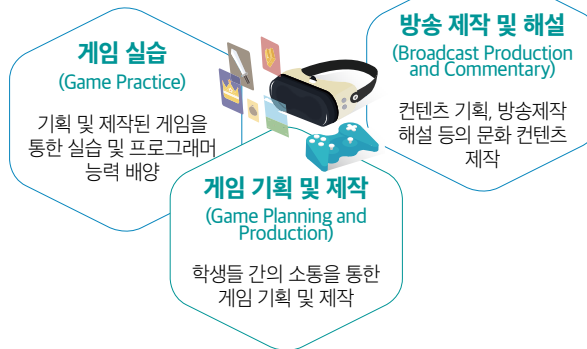 게임 실습
(Game Practice)
기획 및 제작된 게임을
통한 실습 및 프로그래머
능력 배양
방송 제작 및 해설
(Broadcast Production
and Commentary)
컨텐츠 기획, 방송제작
해설 등의 문화 컨텐츠
제작
게임 기획 및 제작
(Game Planning and
Production)
학생들 간의 소통을 통한
게임 기획 및 제작